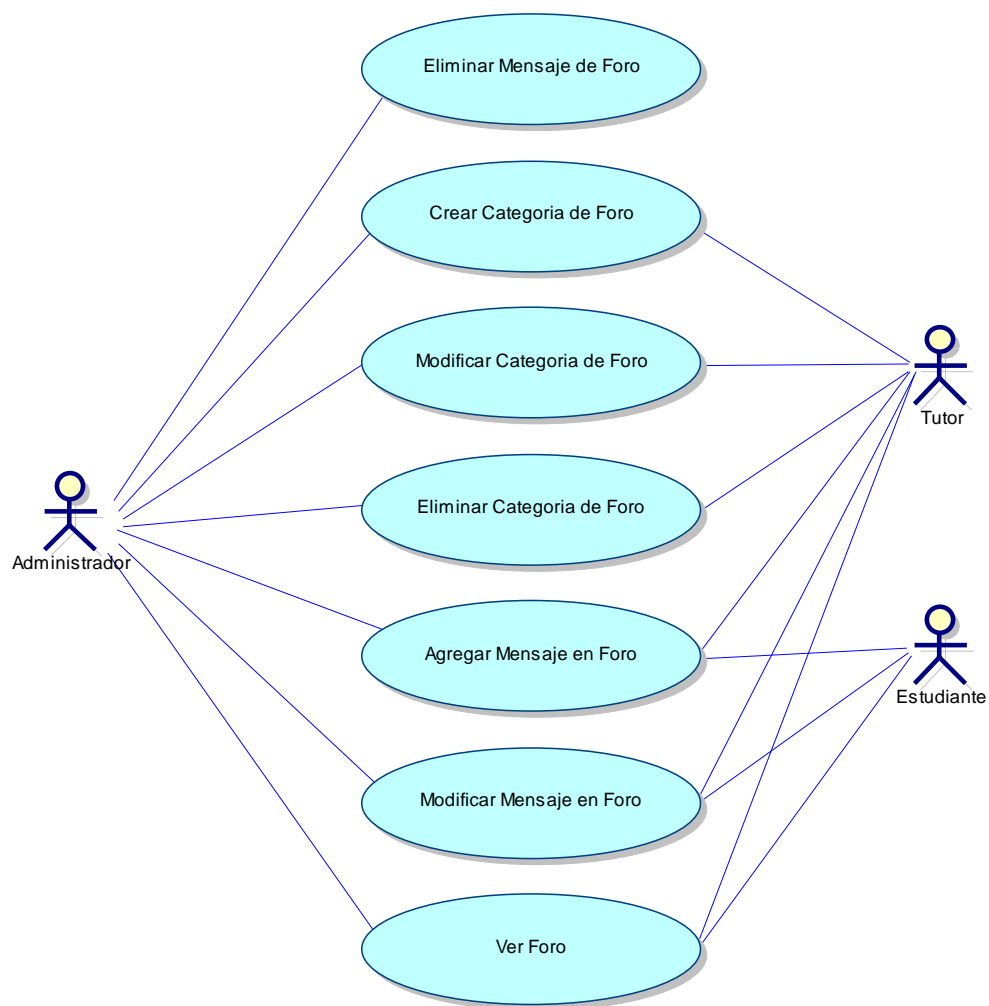 Eliminar Mensaje de Foro
Crear Categoria de Foro
Modificar Categoria de Foro
Tutor
Eliminar Categoria de Foro
Administrador
Agregar Mensaje en Foro
Estudiante
Modificar Mensaje en Foro
Ver Foro